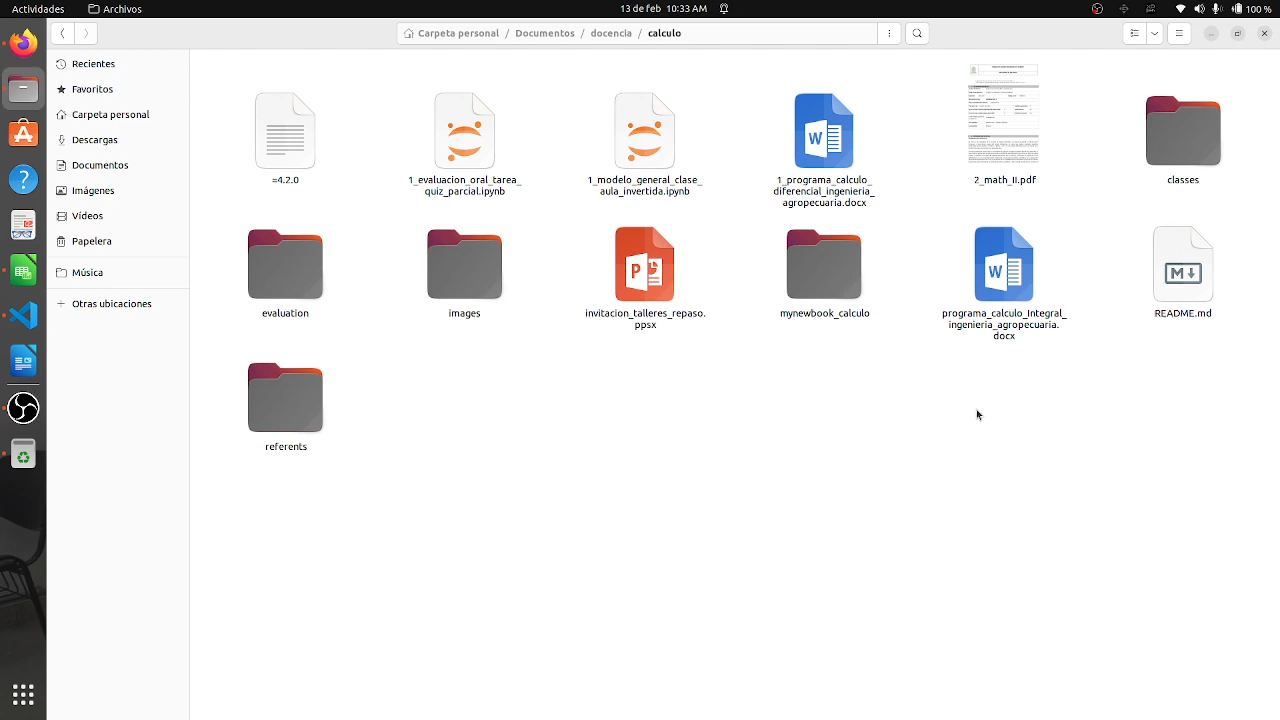 Actividades
Archivos
13 de feb 10:33 AM
100 %
Carpeta personal / Documentos / docencia / calculo
Recientes
Favoritos
Carpeta personal
Descargas
Documentos
Imágenes
Vídeos
Papelera
Música
Otras ubicaciones
=4.2.0
1_evaluacion_oral_tarea_
quiz_parcial.ipynb
1_modelo_general_clase_
aula_invertida.ipynb
1_programa_calculo_
diferencial_ingenieria_
agropecuaria.docx
2_math_II.pdf
classes
evaluation
images
invitacion_talleres_repaso.
ppsx
mynewbook_calculo
programa_calculo_Integral_
ingenieria_agropecuaria.
docx
README.md
referents